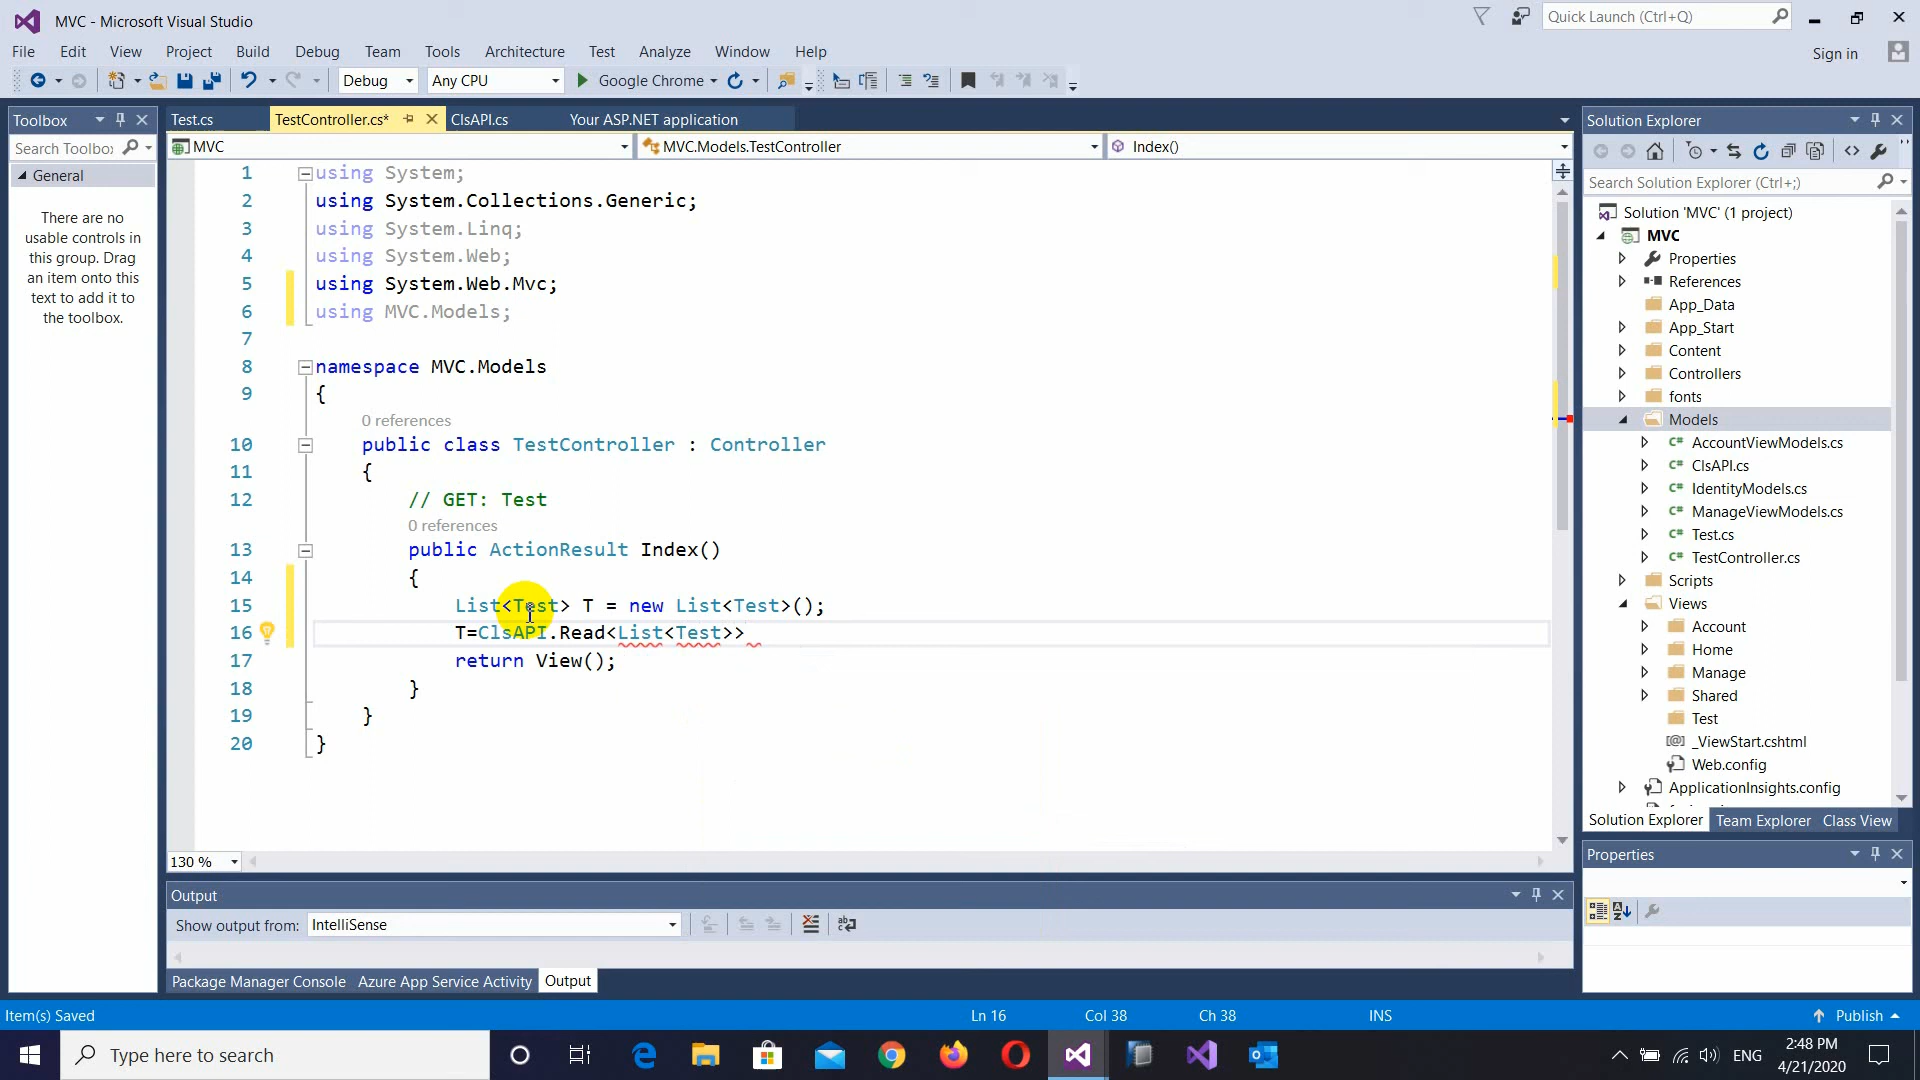 MVC - Microsoft Visual Studio
Quick Launch (Ctrl+Q)
File Edit View Project Build Debug Team Tools Architecture Test Analyze Window Help
Sign in
Debug Any CPU Google Chrome
Toolbox
Search Toolbox
General
There are no
usable controls in
this group. Drag
an item onto this
text to add it to
the toolbox.
Test.cs TestController.cs* ClsAPI.cs Your ASP.NET application
MVC MVC.Models.TestController Index()
1 using System;
2 using System.Collections.Generic;
3 using System.Linq;
4 using System.Web;
5 using System.Web.Mvc;
6 using MVC.Models;
7
8 namespace MVC.Models
9 {
0 references
10 public class TestController : Controller
11 {
12 // GET: Test
0 references
13 public ActionResult Index()
14 {
15 List<Test> T = new List<Test>();
16 T=ClsAPI.Read<List<Test>>
17 return View();
18 }
19 }
20 }
130 %
Output
Show output from: IntelliSense
Package Manager Console Azure App Service Activity Output
Solution Explorer
Search Solution Explorer (Ctrl+;)
Solution 'MVC' (1 project)
MVC
Properties
References
App_Data
App_Start
Content
Controllers
fonts
Models
C# AccountViewModels.cs
C# ClsAPI.cs
C# IdentityModels.cs
C# ManageViewModels.cs
C# Test.cs
C# TestController.cs
Scripts
Views
Account
Home
Manage
Shared
Test
[@] _ViewStart.cshtml
Web.config
ApplicationInsights.config
Solution Explorer Team Explorer Class View
Properties
Item(s) Saved Ln 16 Col 38 Ch 38 INS Publish
Type here to search
ENG
2:48 PM
4/21/2020